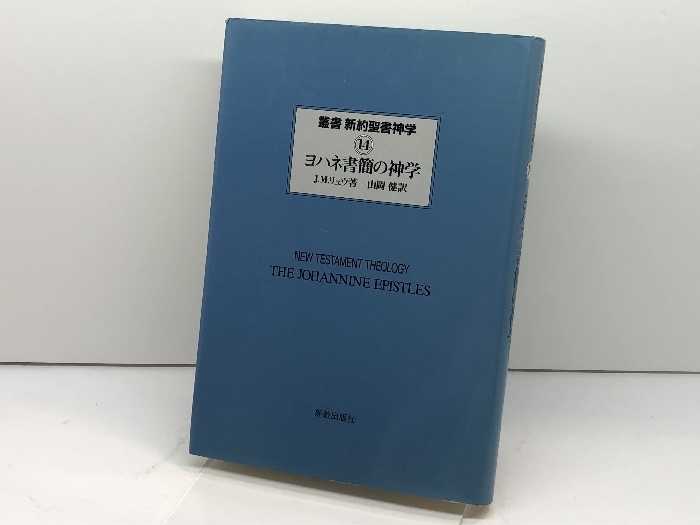 叢書 新約聖書神学
14
ヨハネ書簡の神学
J.M.リュウ著 山岡 健訳
NEW TESTAMENT THEOLOGY
THE JOHANNINE EPISTLES
新教出版社